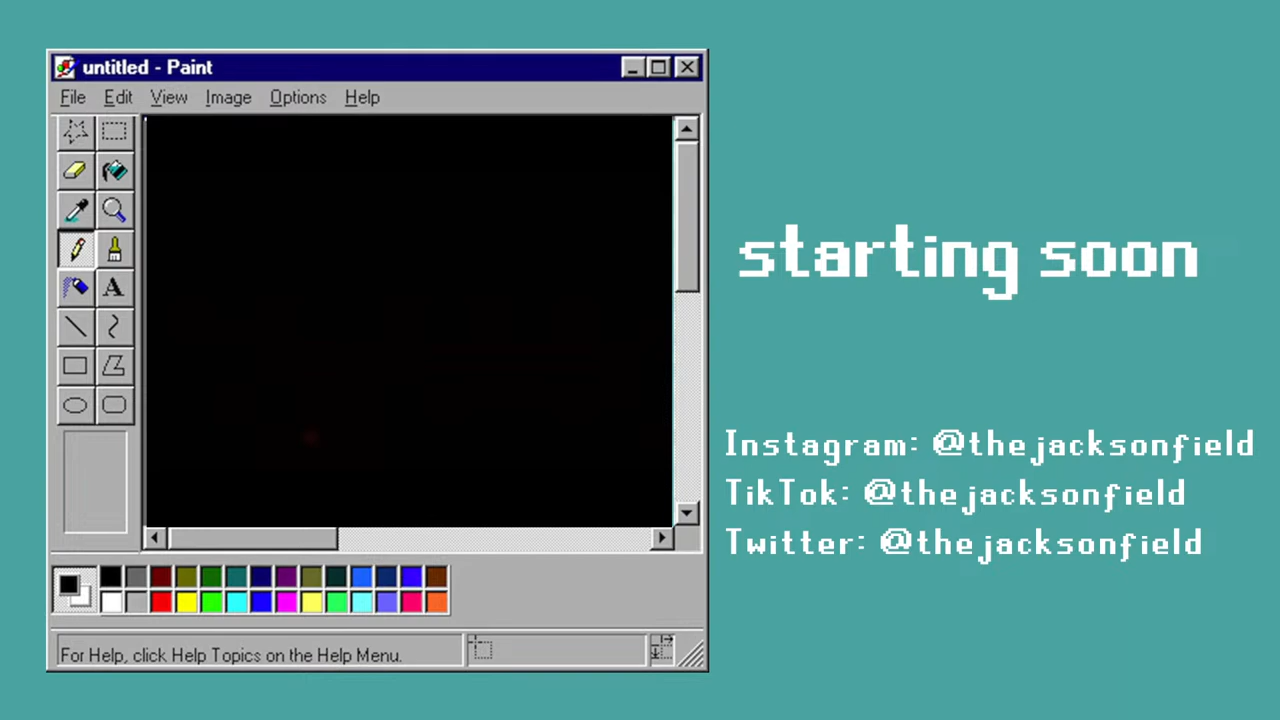 untitled - Paint
File Edit View Image Options Help
A
starting soon
Instagram: @thejacksonfield
TikTok: @thejacksonfield
Twitter: @thejacksonfield
For Help, click Help Topics on the Help Menu.